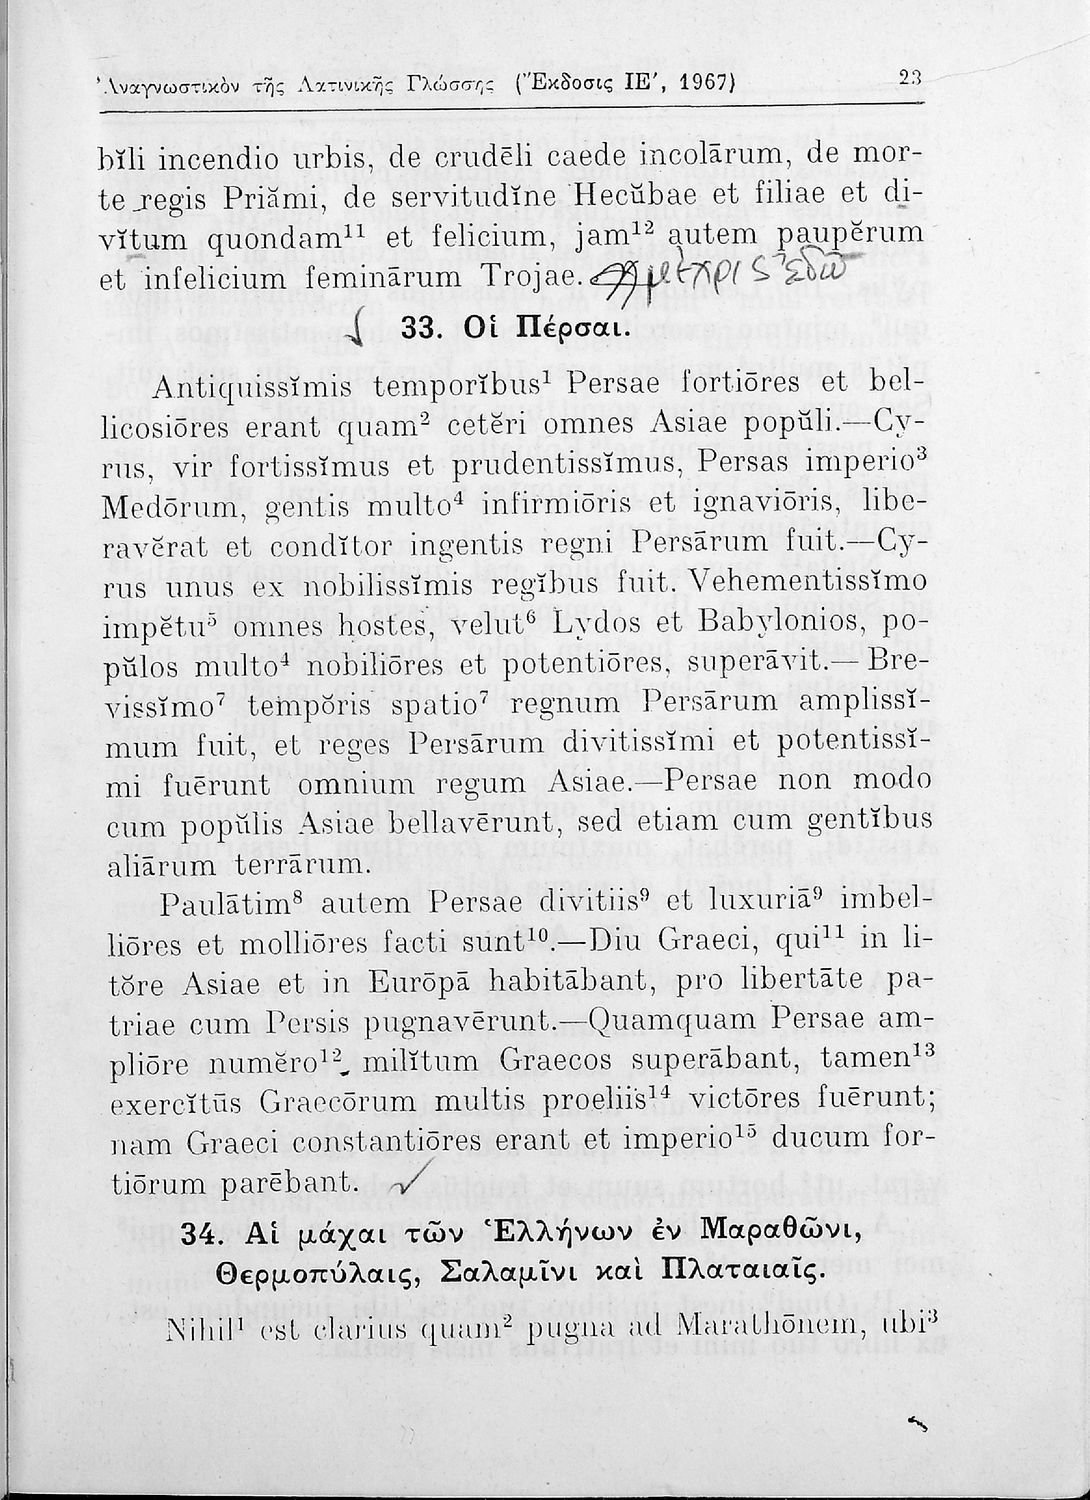 Ἀναγνωστικὸν τῆς Λατινικῆς Γλώσσης (Ἔκδοσις ΙΕ′, 1967) 23
bĭli incendio urbis, de crudēli caede incolārum, de mor-
te regis Priămi, de servitudĭne Hecŭbae et filiae et di-
vĭtum quondam¹¹ et felicium, jam¹² autem paupĕrum
et infelicium feminārum Trojae. μέχρις ἐδῶ
33. Οἱ Πέρσαι.
Antiquissĭmis temporĭbus¹ Persae fortiōres et bel-
licosiōres erant quam² cetĕri omnes Asiae popŭli.—Cy-
rus, vir fortissĭmus et prudentissĭmus, Persas imperio³
Medōrum, gentis multo⁴ infirmiōris et ignaviōris, libe-
ravĕrat et condĭtor ingentis regni Persārum fuit.—Cy-
rus unus ex nobilissĭmis regĭbus fuit. Vehementissĭmo
impĕtu⁵ omnes hostes, velut⁶ Lydos et Babylonios, po-
pŭlos multo⁴ nobiliōres et potentiōres, superāvit.— Bre-
vissĭmo⁷ tempŏris spatio⁷ regnum Persārum amplissĭ-
mum fuit, et reges Persārum divitissĭmi et potentissĭ-
mi fuērunt omnium regum Asiae.—Persae non modo
cum popŭlis Asiae bellavērunt, sed etiam cum gentĭbus
aliārum terrārum.
Paulātim⁸ autem Persae divitiis⁹ et luxuriā⁹ imbel-
liōres et molliōres facti sunt¹⁰.—Diu Graeci, qui¹¹ in li-
tŏre Asiae et in Eurōpā habitābant, pro libertāte pa-
triae cum Persis pugnavērunt.—Quamquam Persae am-
pliōre numĕro¹² milĭtum Graecos superābant, tamen¹³
exercĭtūs Graecōrum multis proeliis¹⁴ victōres fuērunt;
nam Graeci constantiōres erant et imperio¹⁵ ducum for-
tiōrum parēbant.
34. Αἱ μάχαι τῶν Ἑλλήνων ἐν Μαραθῶνι,
Θερμοπύλαις, Σαλαμῖνι καὶ Πλαταιαῖς.
Nihil¹ est clarius quam² pugna ad Marathōnem, ubi³